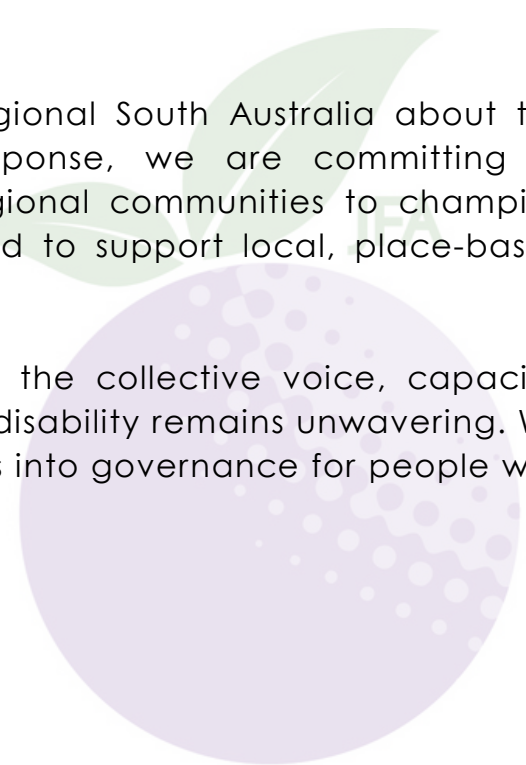 gional South Australia about t
ponse, we are committing
gional communities to champi
JFA
d to support local, place-bas
the collective voice, capaci
disability remains unwavering. W
s into governance for people w